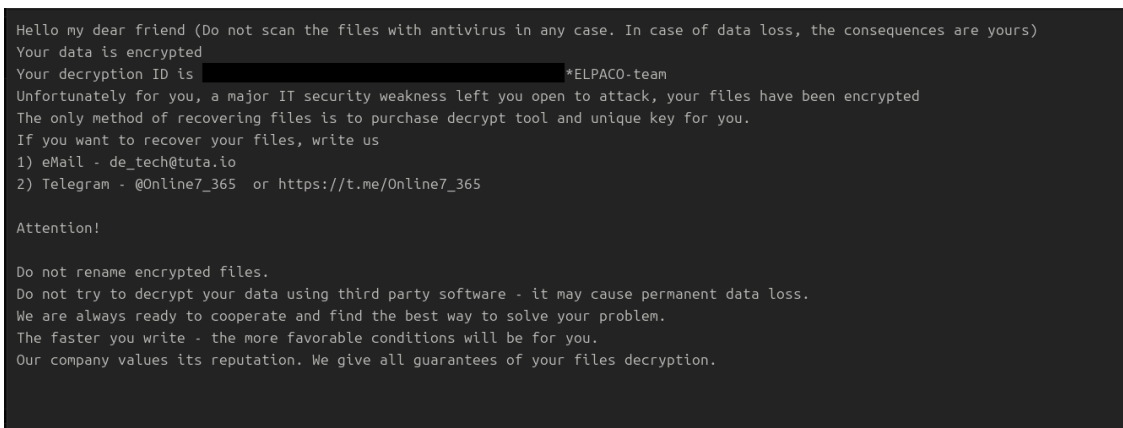 Hello my dear friend (Do not scan the files with antivirus in any case. In case of data loss, the consequences are yours)
Your data is encrypted
Your decryption ID is *ELPACO-team
Unfortunately for you, a major IT security weakness left you open to attack, your files have been encrypted
The only method of recovering files is to purchase decrypt tool and unique key for you.
If you want to recover your files, write us
1) eMail - de_tech@tuta.io
2) Telegram - @Online7_365  or https://t.me/Online7_365
Attention!
Do not rename encrypted files.
Do not try to decrypt your data using third party software - it may cause permanent data loss.
We are always ready to cooperate and find the best way to solve your problem.
The faster you write - the more favorable conditions will be for you.
Our company values its reputation. We give all guarantees of your files decryption.